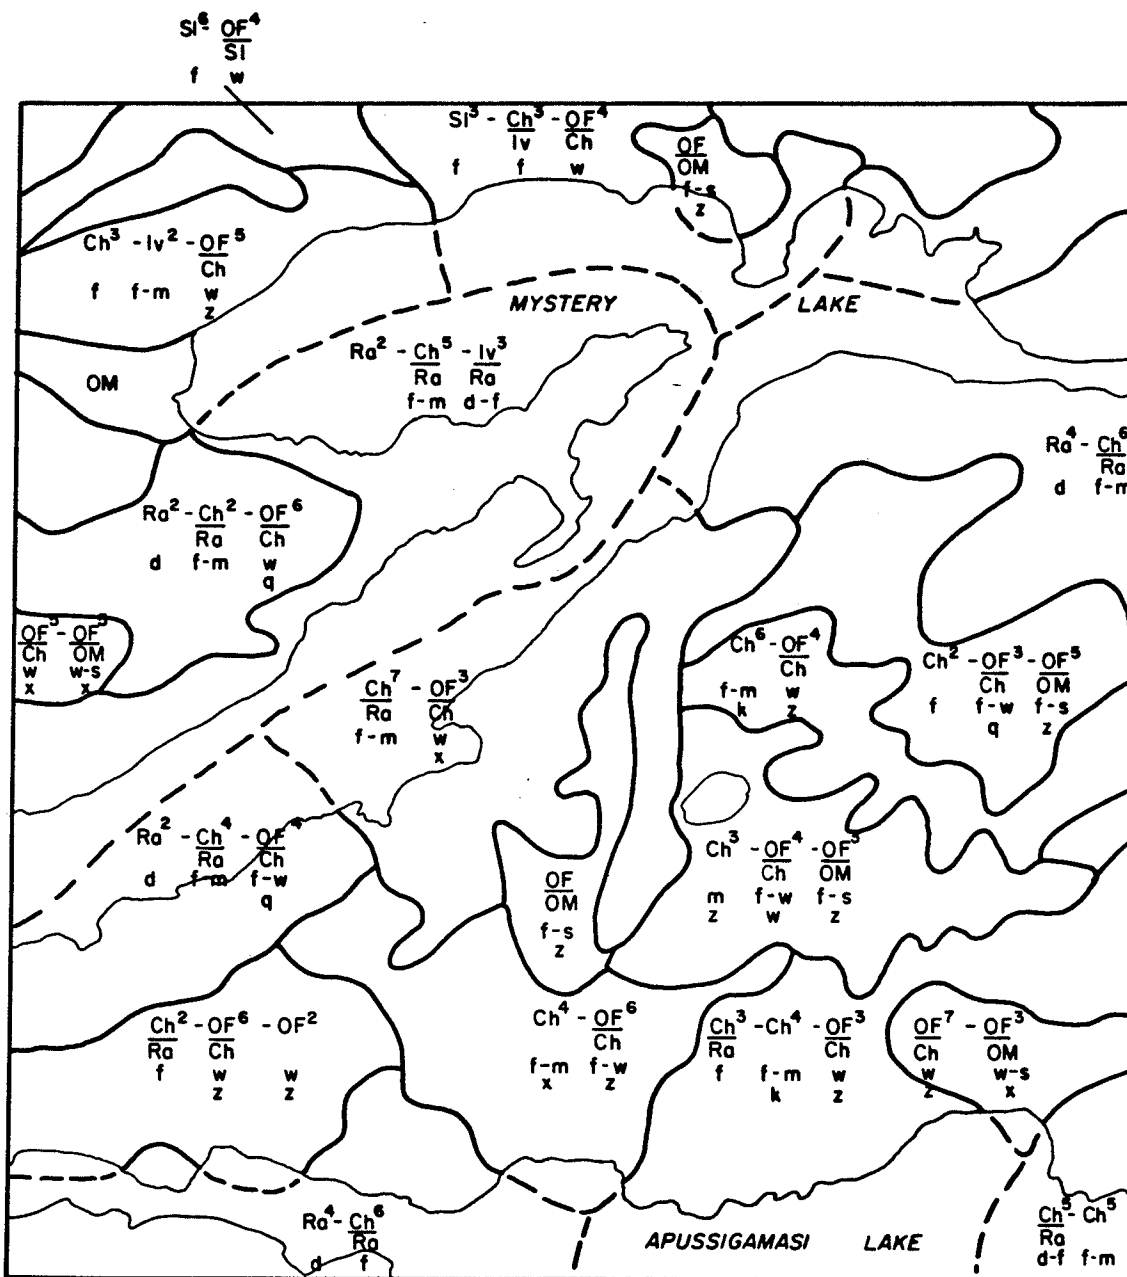 Sl⁶- OF⁴
Sl
f w
Sl³ - Ch³ - OF⁴
Iv Ch
f f w
OF
OM
f-s
z
Ch³ - Iv² - OF⁵
Ch
f f-m w
z
MYSTERY LAKE
Ra² - Ch⁵ - Iv³
Ra Ra
f-m d-f
OM
Ra⁴ - Ch⁶
Ra
d f-m
Ra² - Ch² - OF⁶
Ra Ch
d f-m w
q
OF⁵ - OF⁵
Ch OM
w w-s
x x
Ch⁶ - OF⁴
Ch
f-m w
k z
Ch² - OF³ - OF⁵
Ch OM
f f-w f-s
q z
Ch⁷ - OF³
Ra Ch
f-m w
x
Ra² - Ch⁴ - OF⁴
Ra Ch
d f-m f-w
q
Ch³ - OF⁴ - OF³
Ch OM
m f-w f-s
z w z
OF
OM
f-s
z
Ch² - OF⁶ - OF²
Ra Ch
f w w
z z
Ch⁴ - OF⁶
Ch
f-m f-w
x z
Ch³ - Ch⁴ - OF³
Ra Ch
f f-m w
k z
OF⁷ - OF³
Ch OM
w w-s
z x
Ra⁴ - Ch⁶
Ra
d f
APUSSIGAMASI LAKE
Ch⁵ - Ch⁵
Ra
d-f f-m